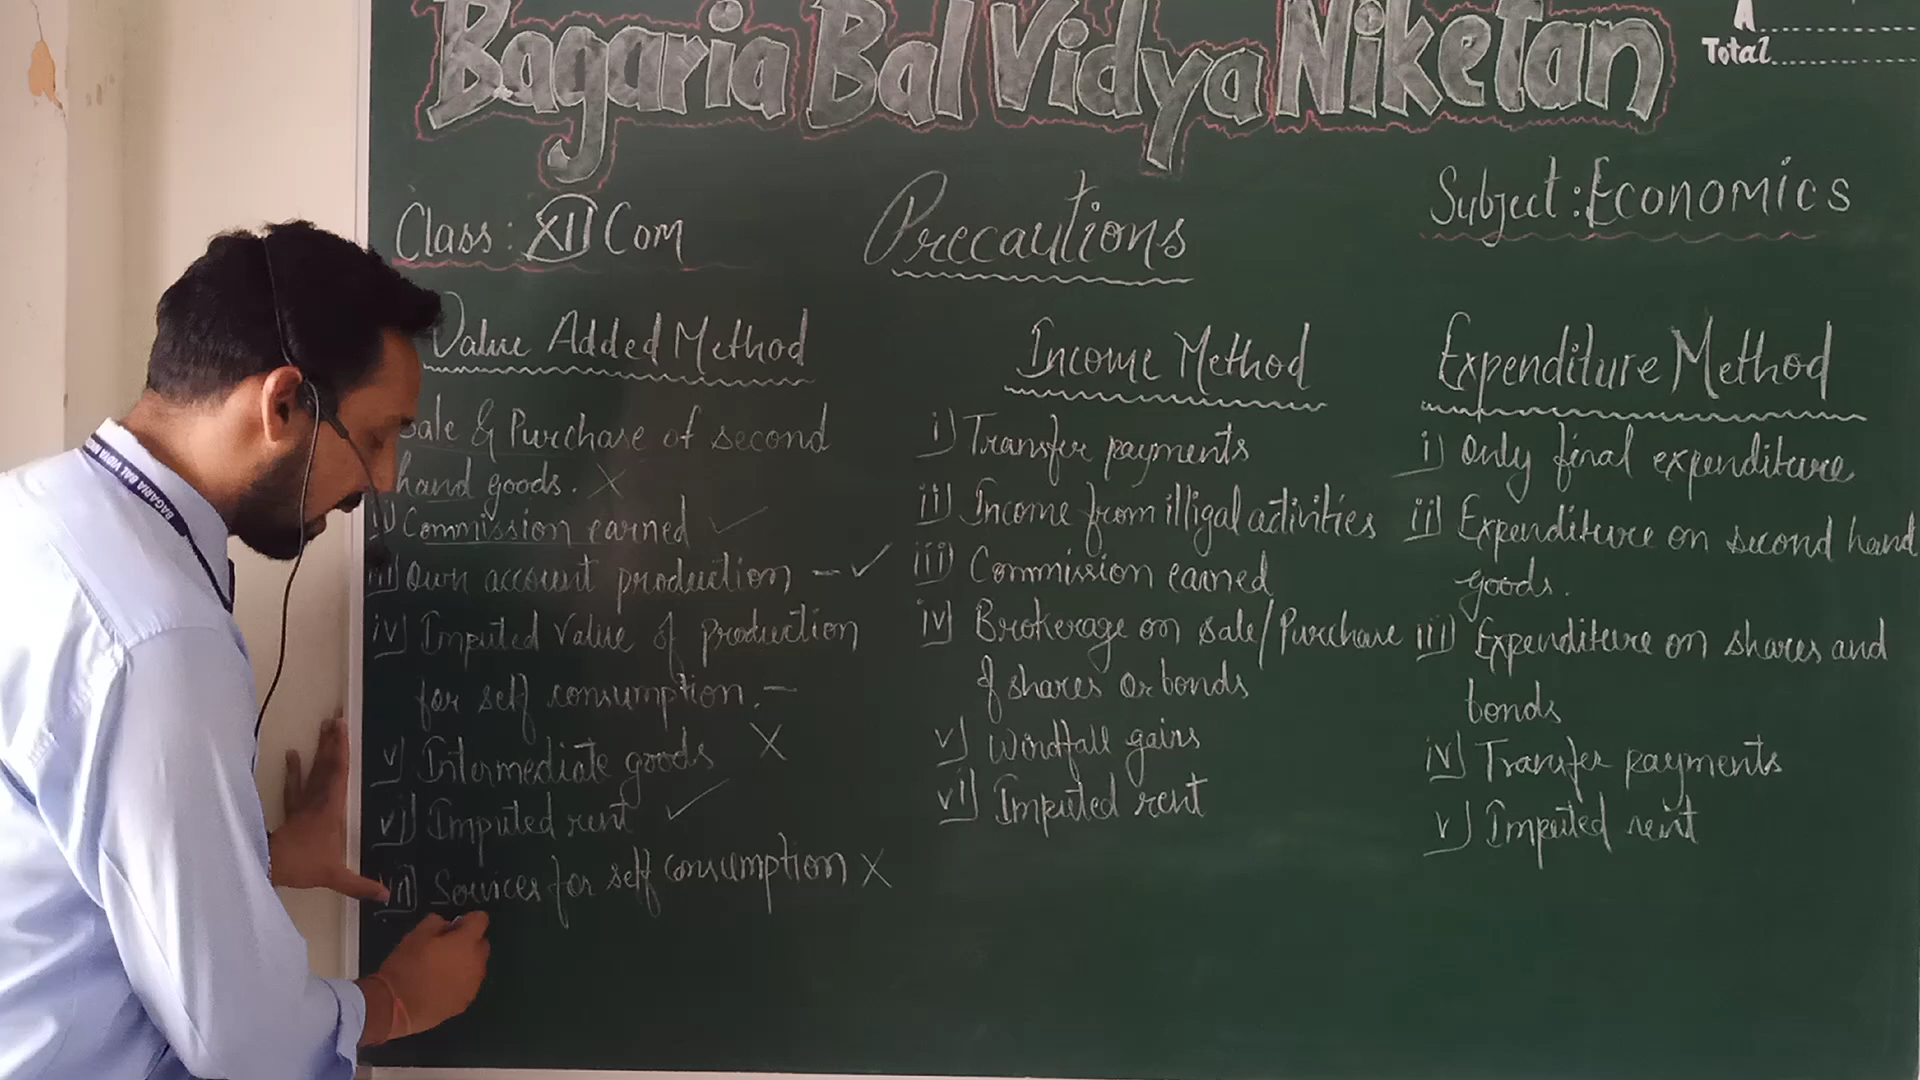 Bagaria Bal Vidya Niketan
A..............
Total..............
Class: XII Com
Precautions
Subject: Economics
Value Added Method
Sale & Purchase of second
hand goods. X
ii) Commission earned ✓
iii) Own account production - ✓
iv) Imputed Value of production
for self consumption. -
v) Intermediate goods X
vi) Imputed rent ✓
vii) Services for self consumption X
Income Method
i) Transfer payments
ii) Income from illigal activities
iii) Commission earned
iv) Brokerage on sale/Purchase
of shares or bonds
v) Windfall gains
vi) Imputed rent
Expenditure Method
i) Only final expenditure
ii) Expenditure on second hand
goods.
iii) Expenditure on shares and
bonds
iv) Transfer payments
v) Imputed rent
BAGARIA BAL VIDYA